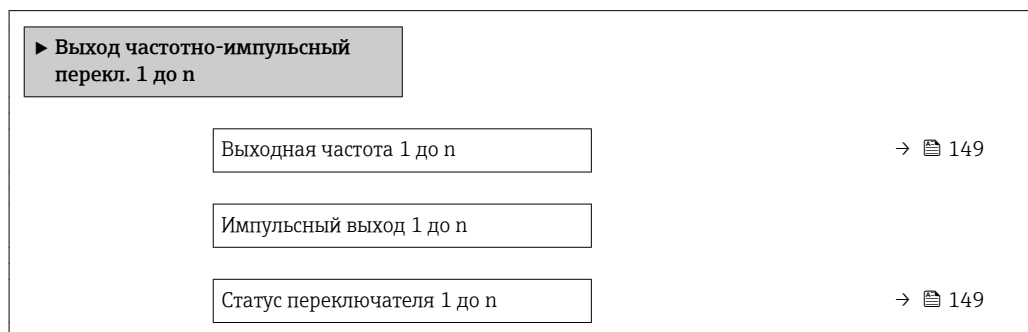 ▶ Выход частотно-импульсный
перекл. 1 до n
Выходная частота 1 до n → 149
Импульсный выход 1 до n
Статус переключателя 1 до n → 149